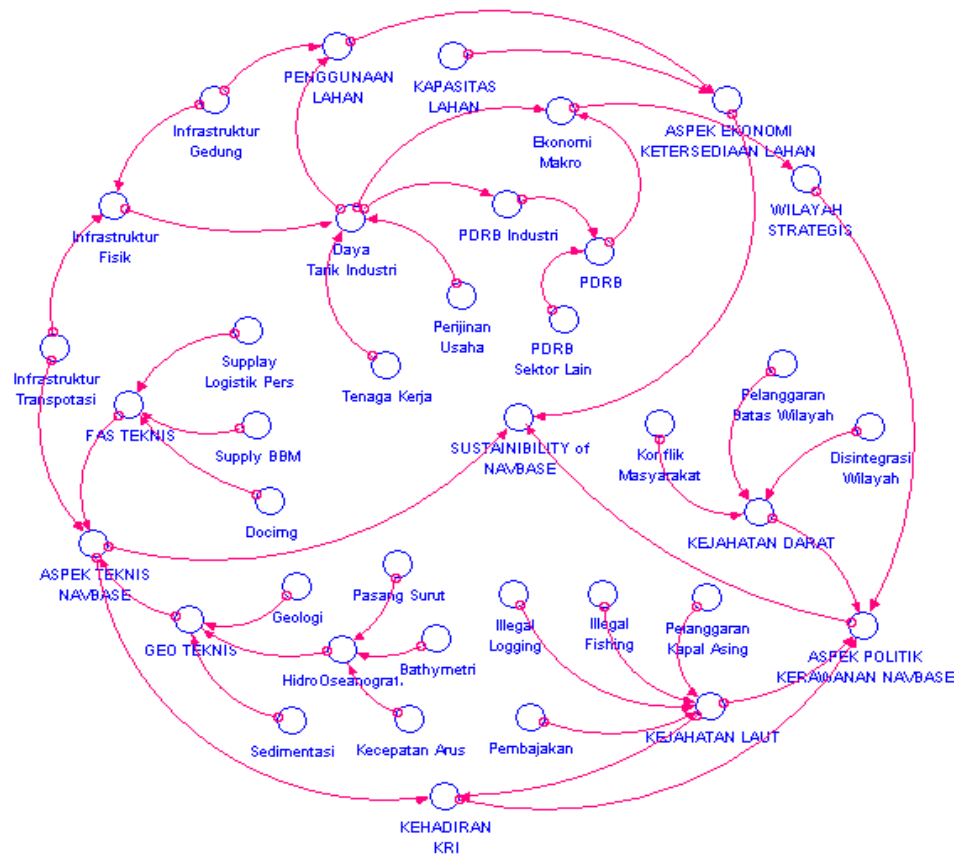 PENGGUNAAN
LAHAN
KAPASITAS
LAHAN
Infrastruktur
Gedung
Ekonomi
Makro
ASPEK EKONOMI
KETERSEDIAAN LAHAN
WILAYAH
STRATEGIS
Infrastruktur
Fisik
Daya
Tarik Industri
PDRB Industri
PDRB
Perijinan
Usaha
PDRB
Sektor Lain
Tenaga Kerja
Infrastruktur
Transpotasi
Supplay
Logistik Pers
FAS TEKNIS
Supply BBM
Docirng
SUSTAINIBILITY of
NAVBASE
Pelanggaran
Batas Wilayah
Konflik
Masyarakat
Disintegrasi
Wilayah
KEJAHATAN DARAT
ASPEK TEKNIS
NAVBASE
Geologi
Pasang Surut
GEO TEKNIS
HidroOseanograf.
Bathymetri
Sedimentasi
Kecepatan Arus
Illegal
Logging
Illegal
Fishing
Pelanggaran
Kapal Asing
ASPEK POLITIK
KERAWANAN NAVBASE
Pembajakan
KEJAHATAN LAUT
KEHADIRAN
KRI